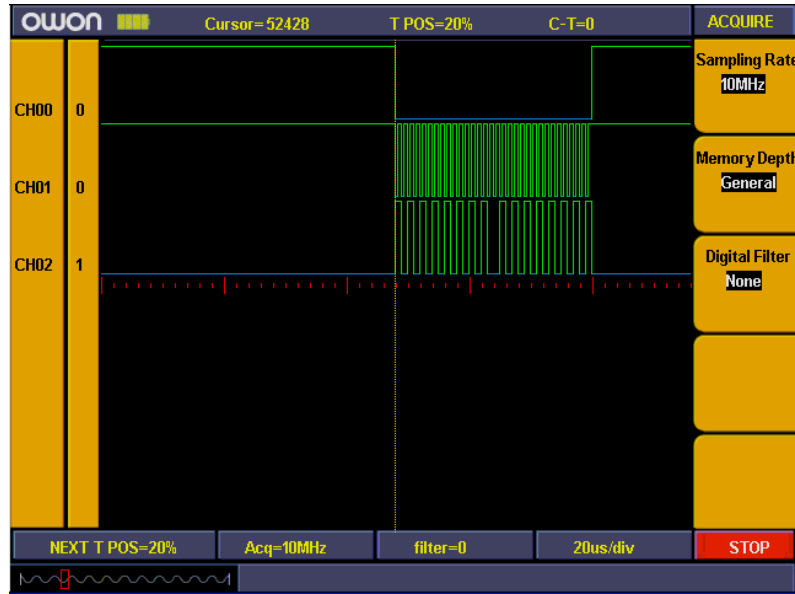 owon Cursor=52428 T POS=20% C-T=0 ACQUIRE
Sampling Rate
10MHz
CH00 0
Memory Depth
General
CH01 0
Digital Filter
None
CH02 1
NEXT T POS=20% Acq=10MHz filter=0 20us/div STOP